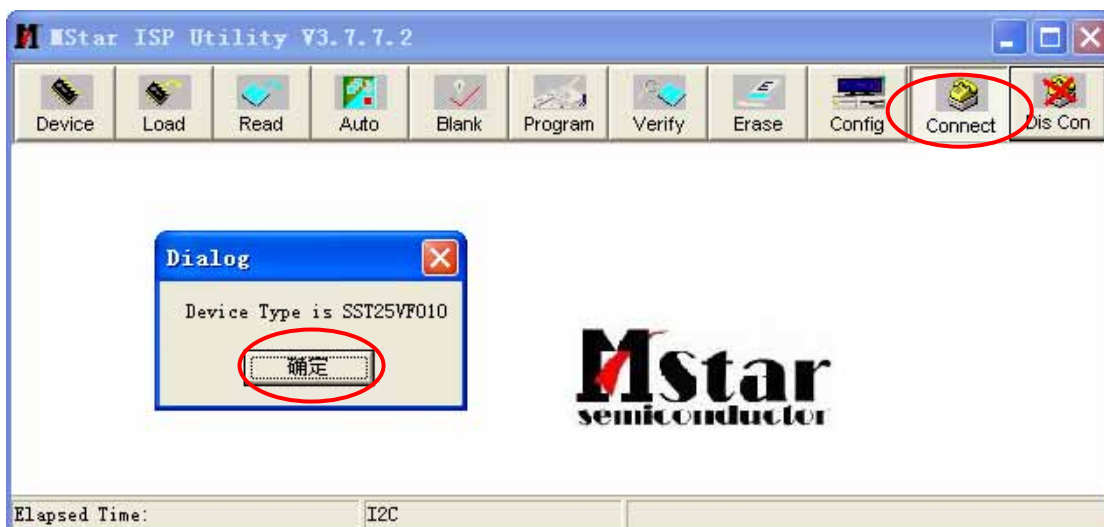 MStar ISP Utility V3.7.7.2
Device Load Read Auto Blank Program Verify Erase Config Connect Dis Con
Dialog
Device Type is SST25VF010
确定
MStar
semiconductor
Elapsed Time: I2C